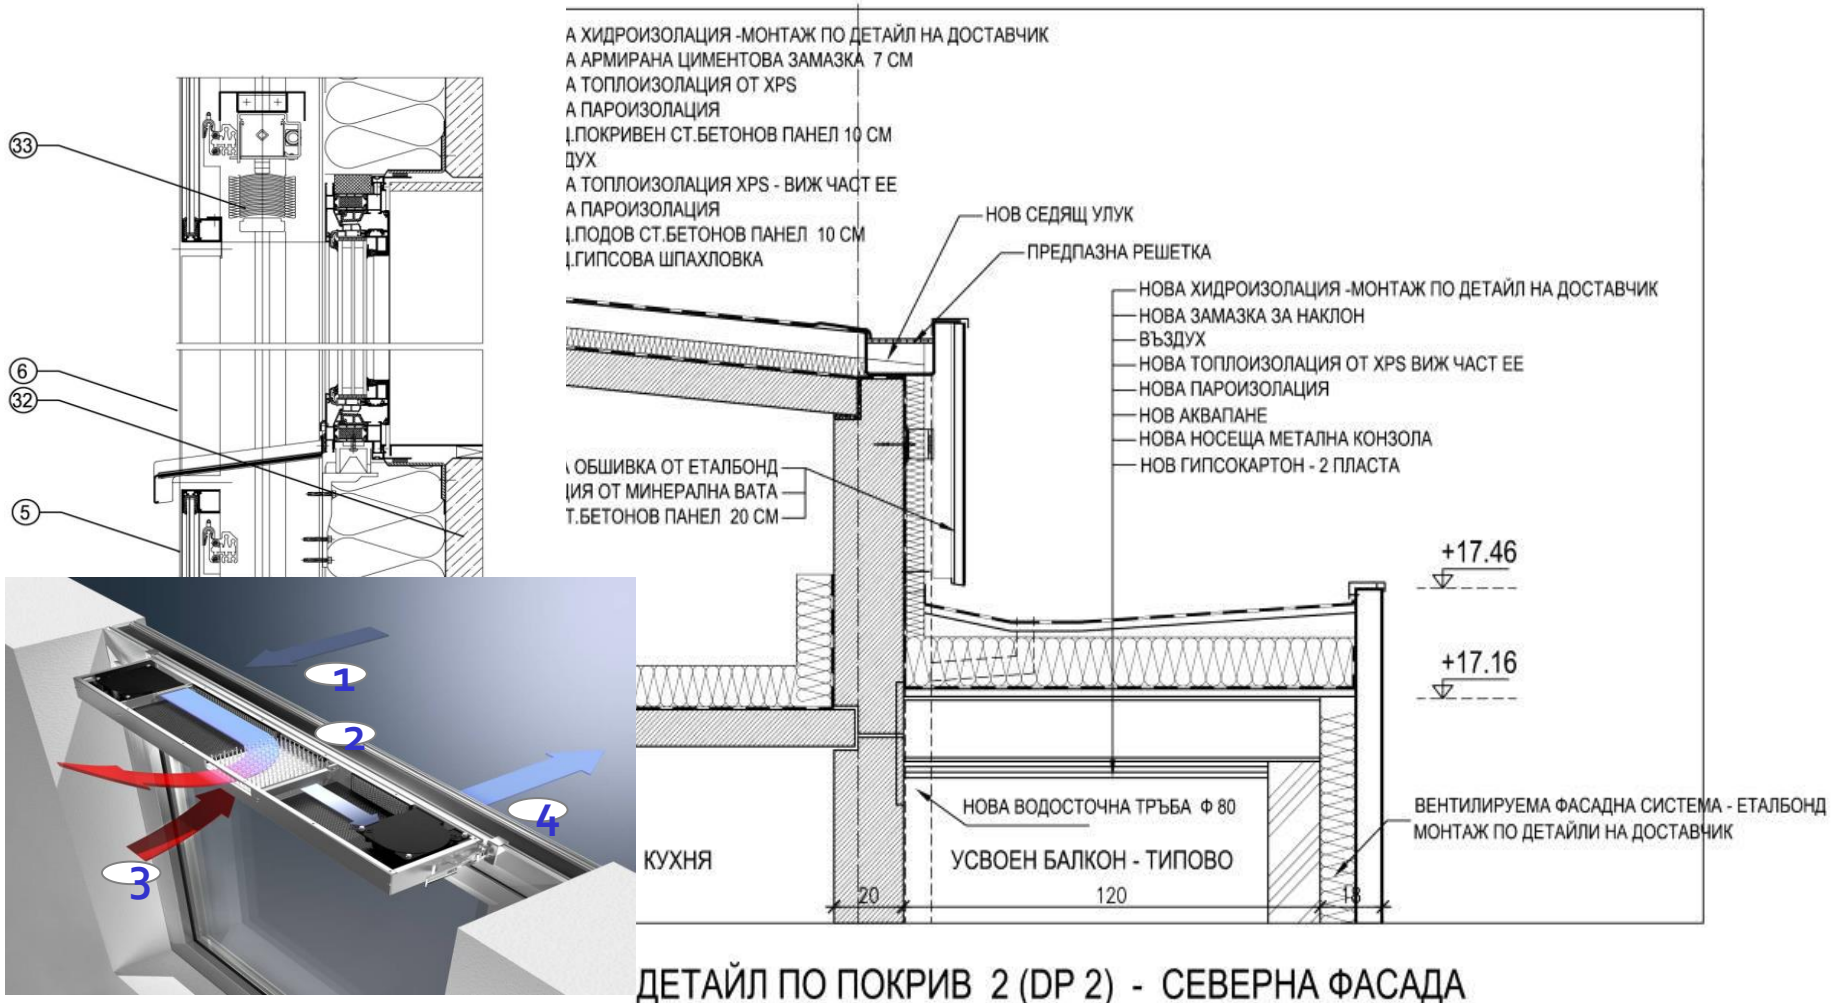 А ХИДРОИЗОЛАЦИЯ -МОНТАЖ ПО ДЕТАЙЛ НА ДОСТАВЧИК
А АРМИРАНА ЦИМЕНТОВА ЗАМАЗКА 7 СМ
А ТОПЛОИЗОЛАЦИЯ ОТ XPS
А ПАРОИЗОЛАЦИЯ
.ПОКРИВЕН СТ.БЕТОНОВ ПАНЕЛ 10 СМ
ДУХ
А ТОПЛОИЗОЛАЦИЯ XPS - ВИЖ ЧАСТ ЕЕ
А ПАРОИЗОЛАЦИЯ
.ПОДОВ СТ.БЕТОНОВ ПАНЕЛ 10 СМ
.ГИПСОВА ШПАХЛОВКА
33
6
32
5
НОВ СЕДЯЩ УЛУК
ПРЕДПАЗНА РЕШЕТКА
НОВА ХИДРОИЗОЛАЦИЯ -МОНТАЖ ПО ДЕТАЙЛ НА ДОСТАВЧИК
НОВА ЗАМАЗКА ЗА НАКЛОН
ВЪЗДУХ
НОВА ТОПЛОИЗОЛАЦИЯ ОТ XPS ВИЖ ЧАСТ ЕЕ
НОВА ПАРОИЗОЛАЦИЯ
НОВ АКВАПАНЕ
НОВА НОСЕЩА МЕТАЛНА КОНЗОЛА
НОВ ГИПСОКАРТОН - 2 ПЛАСТА
А ОБШИВКА ОТ ЕТАЛБОНД
ЦИЯ ОТ МИНЕРАЛНА ВАТА
Т.БЕТОНОВ ПАНЕЛ 20 СМ
+17.46
+17.16
1
2
3
4
НОВА ВОДОСТОЧНА ТРЪБА Ф 80
ВЕНТИЛИРУЕМА ФАСАДНА СИСТЕМА - ЕТАЛБОНД
МОНТАЖ ПО ДЕТАЙЛИ НА ДОСТАВЧИК
КУХНЯ
УСВОЕН БАЛКОН - ТИПОВО
20
120
18
ДЕТАЙЛ ПО ПОКРИВ 2 (DP 2) - СЕВЕРНА ФАСАДА